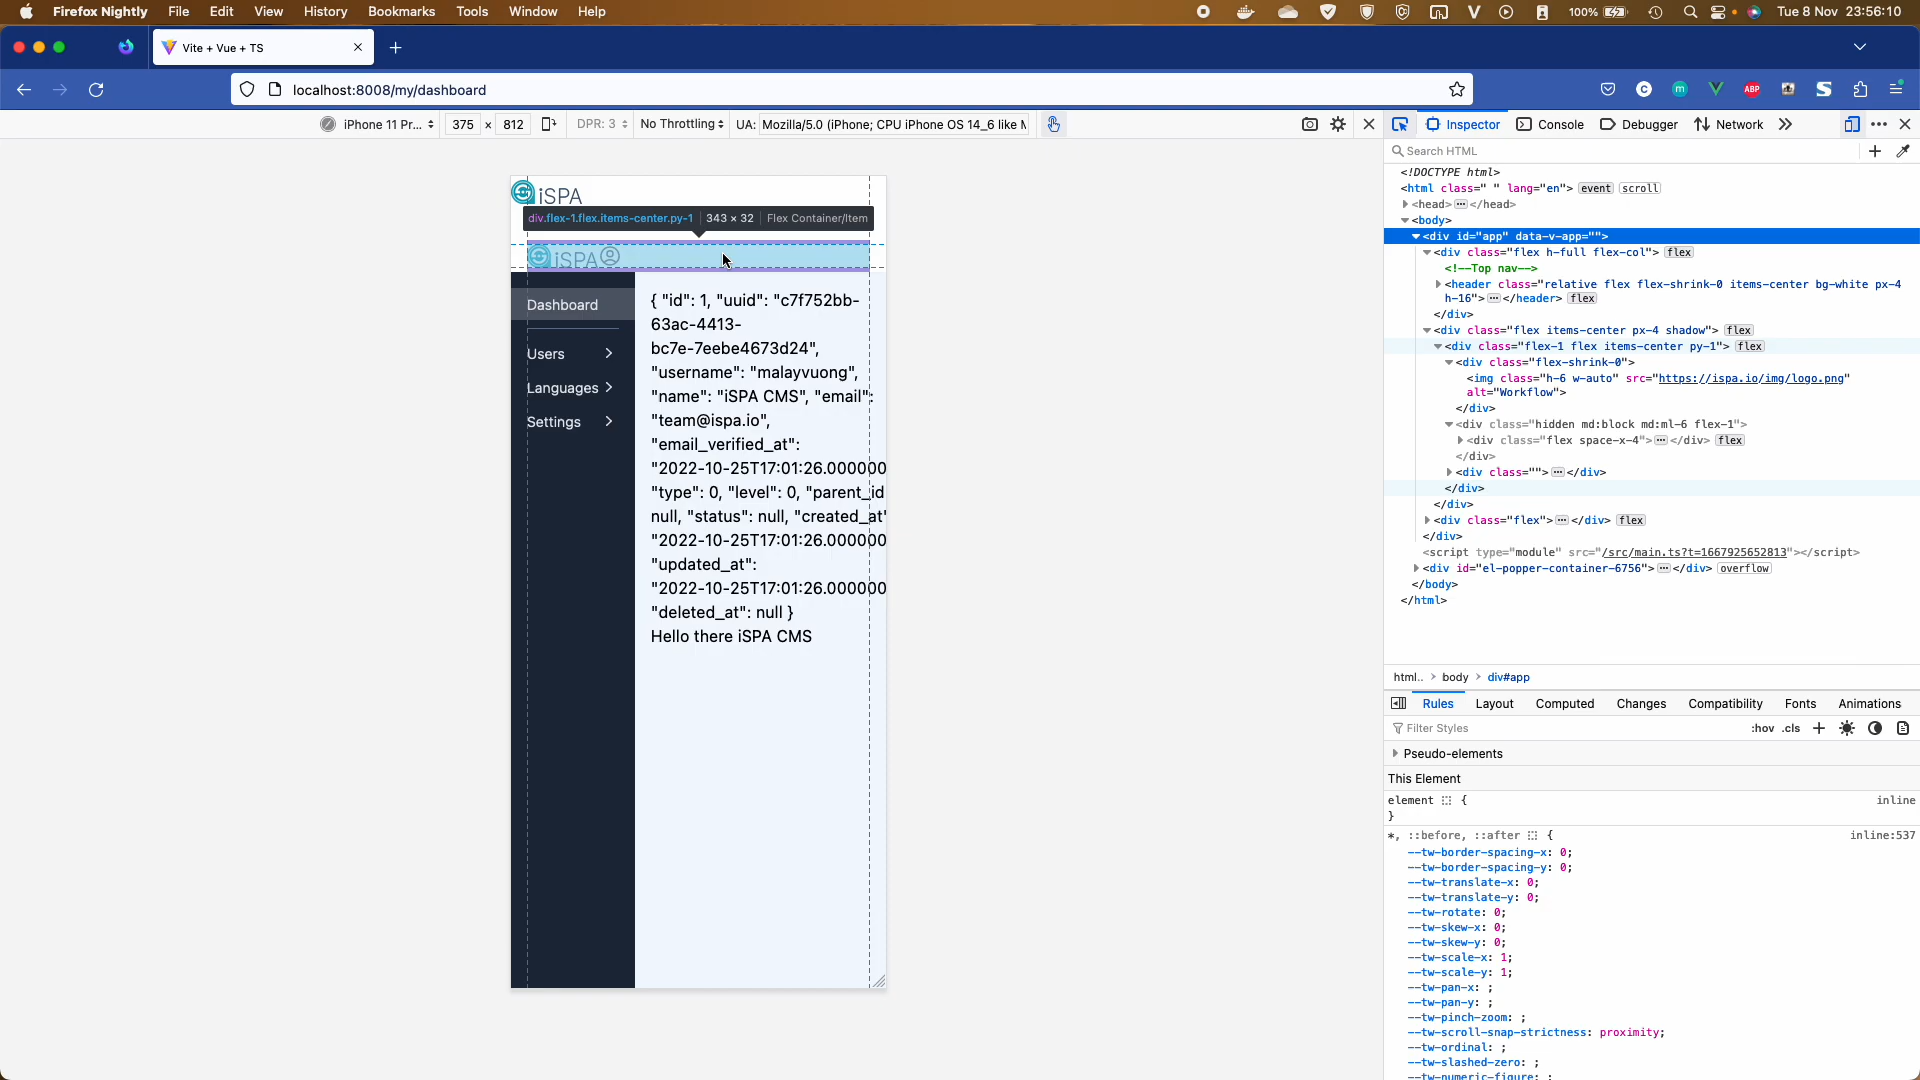 Firefox Nightly File Edit View History Bookmarks Tools Window Help 100% Tue 8 Nov 23:56:10
Vite + Vue + TS
localhost:8008/my/dashboard
iPhone 11 Pr... 375 × 812 DPR: 3 No Throttling UA: Mozilla/5.0 (iPhone; CPU iPhone OS 14_6 like M
Inspector Console Debugger Network
Search HTML
iSPA
div.flex-1.flex.items-center.py-1 343 × 32 Flex Container/Item
iSPA
Dashboard
Users
Languages
Settings
{ "id": 1, "uuid": "c7f752bb-
63ac-4413-
bc7e-7eebe4673d24",
"username": "malayvuong",
"name": "iSPA CMS", "email":
"team@ispa.io",
"email_verified_at":
"2022-10-25T17:01:26.000000
"type": 0, "level": 0, "parent_id
null, "status": null, "created_at"
"2022-10-25T17:01:26.000000
"updated_at":
"2022-10-25T17:01:26.000000
"deleted_at": null }
Hello there iSPA CMS
<!DOCTYPE html>
<html class=" " lang="en"> event scroll
<head> ··· </head>
<body>
<div id="app" data-v-app="">
<div class="flex h-full flex-col"> flex
<!--Top nav-->
<header class="relative flex flex-shrink-0 items-center bg-white px-4
h-16"> ··· </header> flex
</div>
<div class="flex items-center px-4 shadow"> flex
<div class="flex-1 flex items-center py-1"> flex
<div class="flex-shrink-0">
<img class="h-6 w-auto" src="https://ispa.io/img/logo.png"
alt="Workflow">
</div>
<div class="hidden md:block md:ml-6 flex-1">
<div class="flex space-x-4"> ··· </div> flex
</div>
<div class=""> ··· </div>
</div>
</div>
<div class="flex"> ··· </div> flex
</div>
<script type="module" src="/src/main.ts?t=1667925652813"></script>
<div id="el-popper-container-6756"> ··· </div> overflow
</body>
</html>
html.. > body > div#app
Rules Layout Computed Changes Compatibility Fonts Animations
Filter Styles :hov .cls
Pseudo-elements
This Element
element { inline
}
*, ::before, ::after { inline:537
--tw-border-spacing-x: 0;
--tw-border-spacing-y: 0;
--tw-translate-x: 0;
--tw-translate-y: 0;
--tw-rotate: 0;
--tw-skew-x: 0;
--tw-skew-y: 0;
--tw-scale-x: 1;
--tw-scale-y: 1;
--tw-pan-x: ;
--tw-pan-y: ;
--tw-pinch-zoom: ;
--tw-scroll-snap-strictness: proximity;
--tw-ordinal: ;
--tw-slashed-zero: ;
--tw-numeric-figure: ;